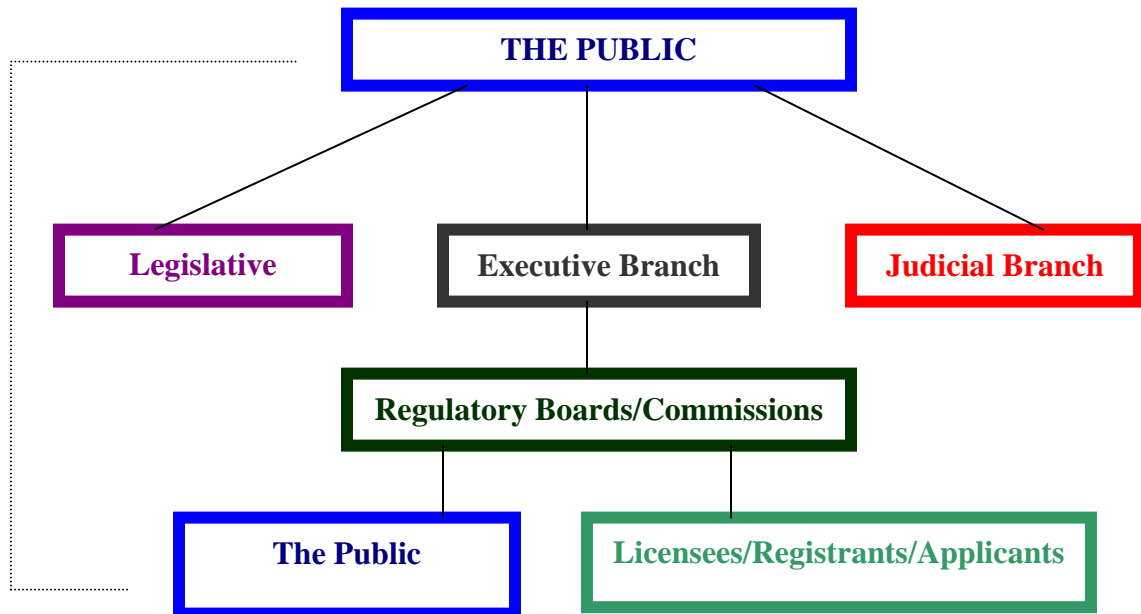 THE PUBLIC
Legislative
Executive Branch
Judicial Branch
Regulatory Boards/Commissions
The Public
Licensees/Registrants/Applicants